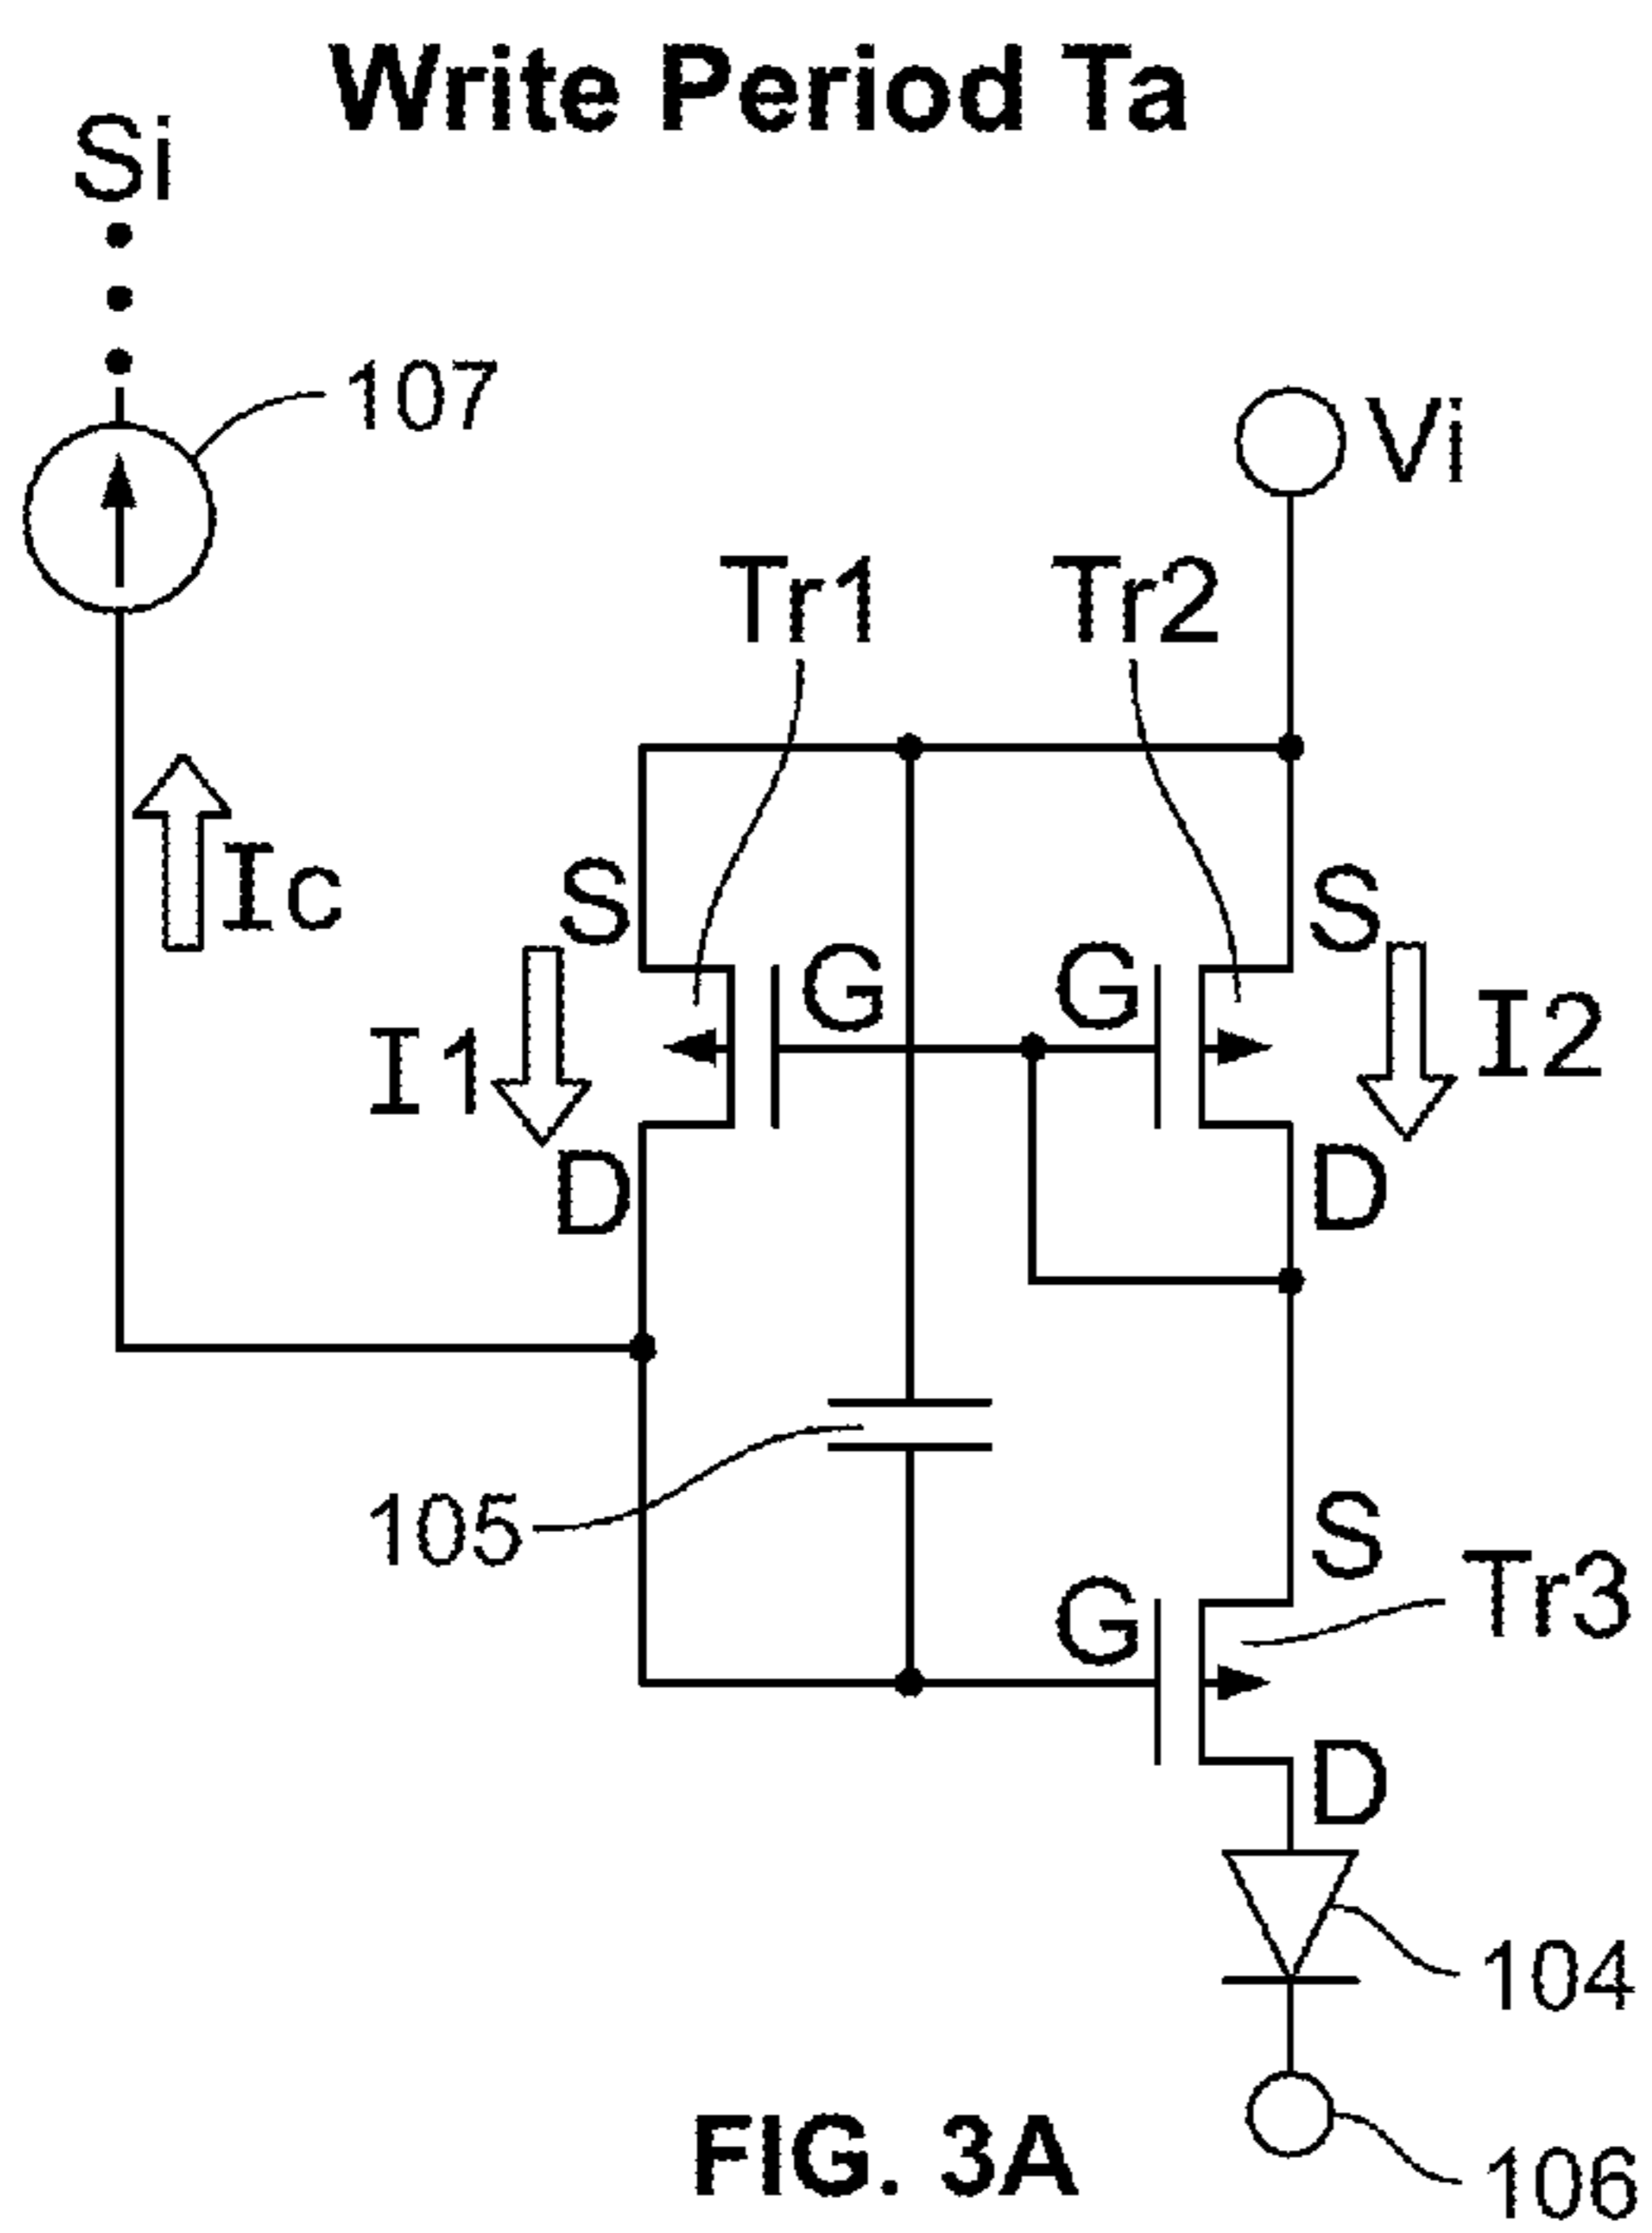 Write Period Ta
Si
107
Vi
Tr1 Tr2
Ic
S S
G G
I1 I2
D D
105
S
G Tr3
D
104
106
FIG. 3A